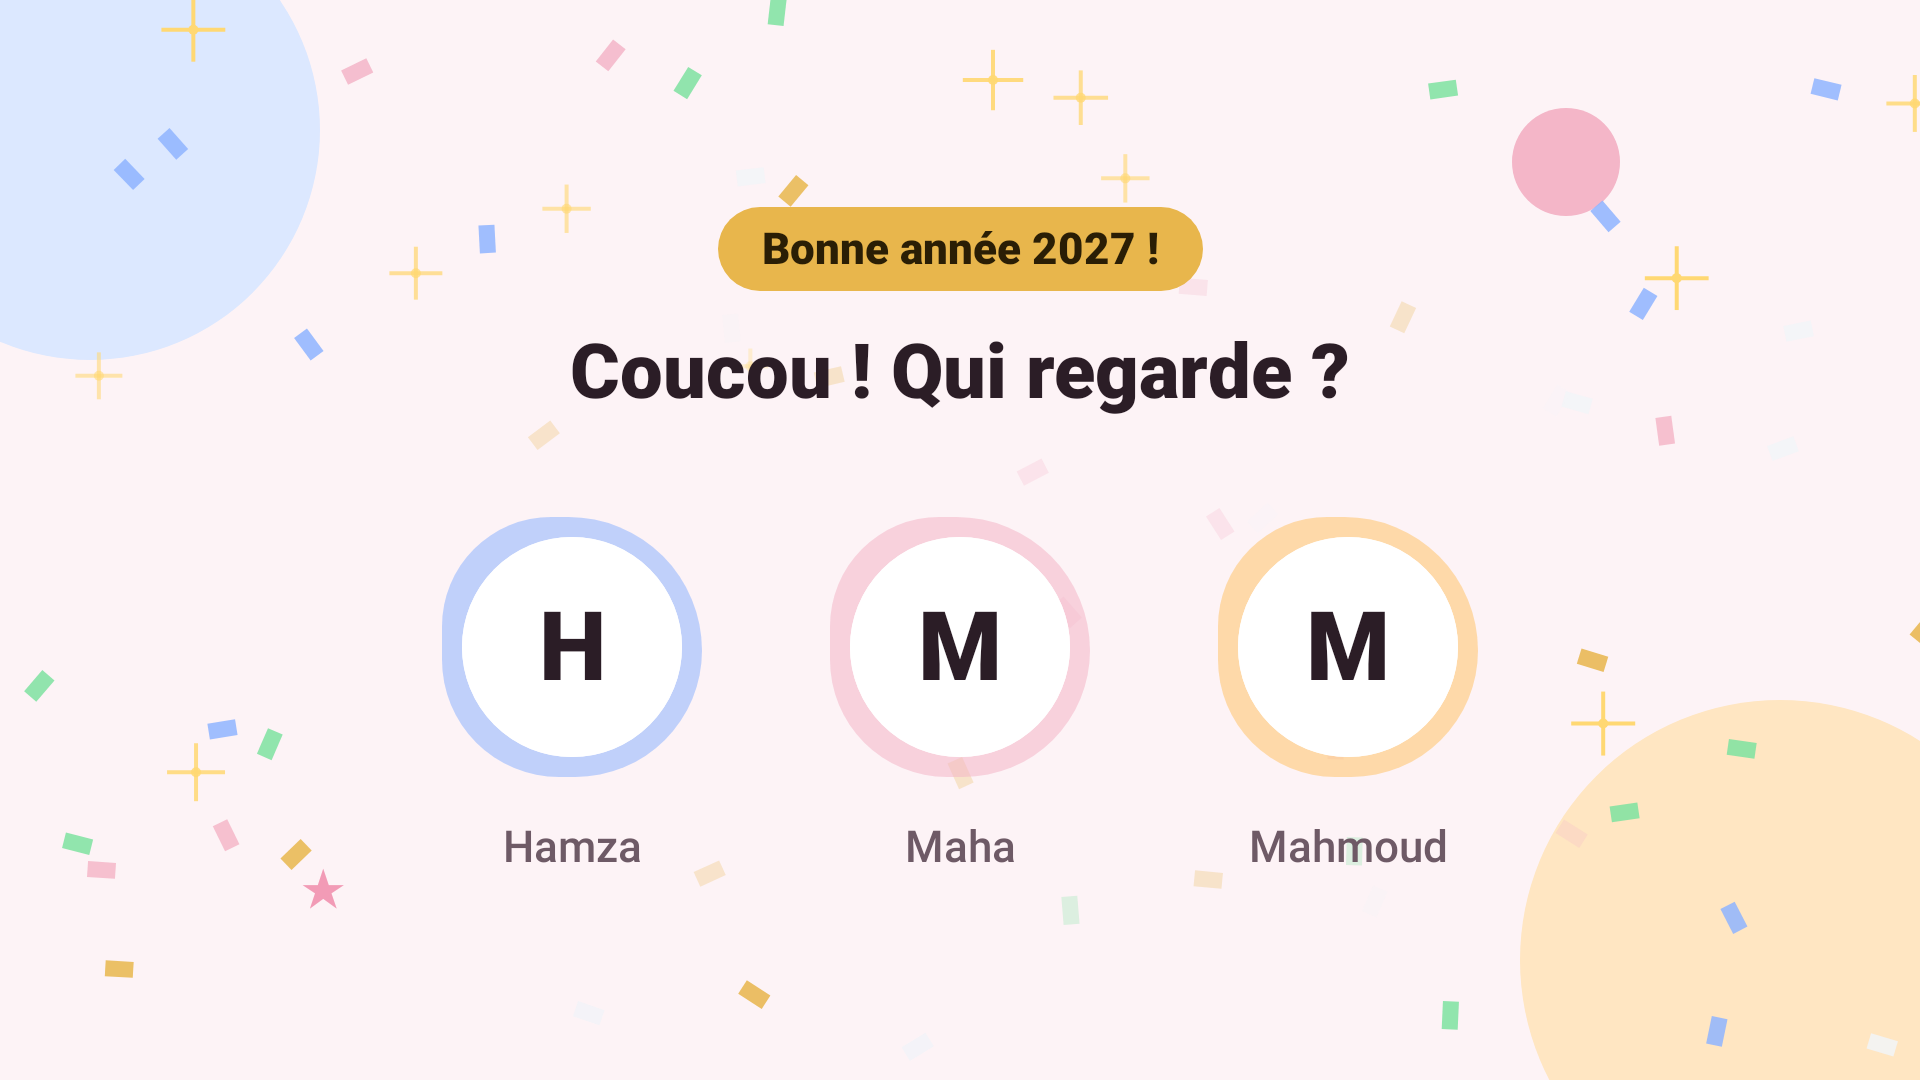 Bonne année 2027 !
Coucou ! Qui regarde ?
H
M
M
Hamza
Maha
Mahmoud